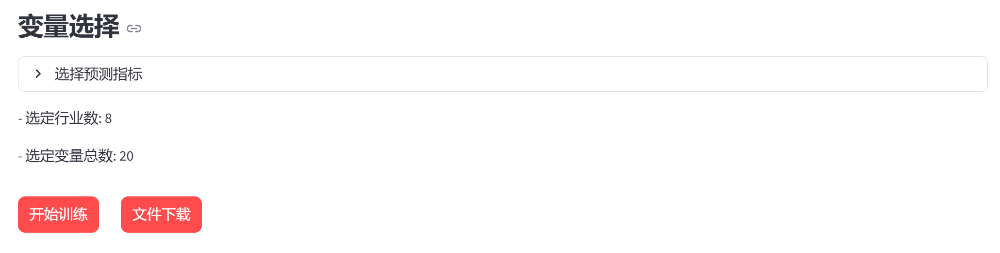 变量选择
选择预测指标
- 选定行业数: 8
- 选定变量总数: 20
开始训练 文件下载